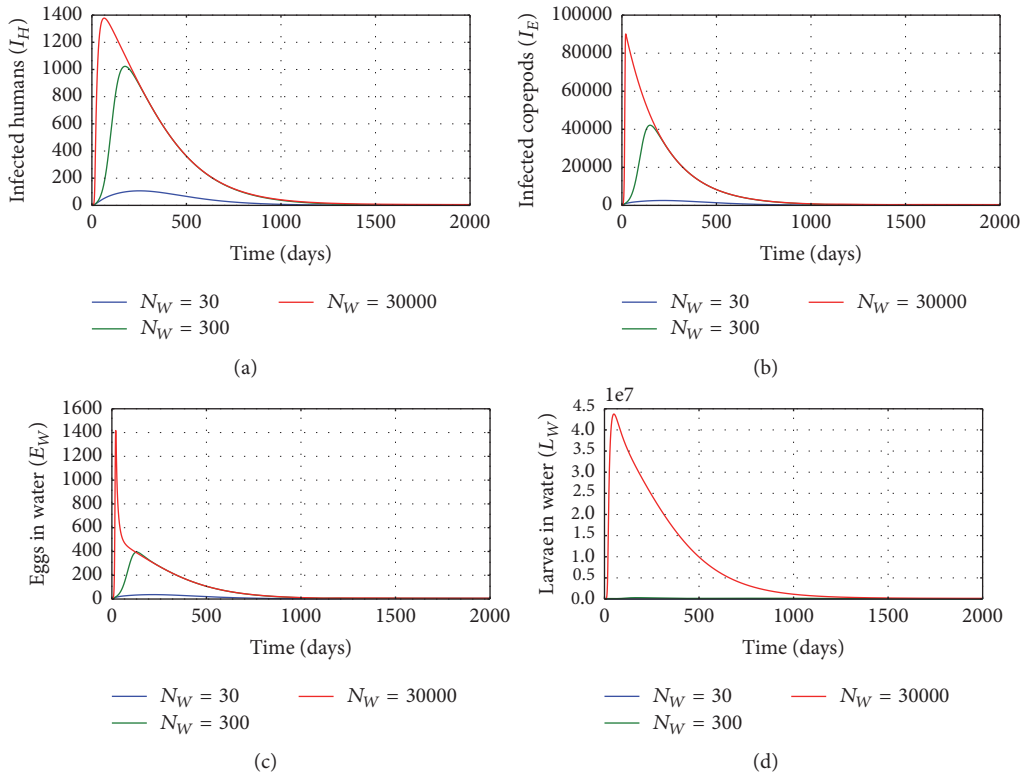 Infected humans (I_H)
1400
1200
1000
800
600
400
200
0
0 500 1000 1500 2000
Time (days)
N_W = 30 N_W = 30000
N_W = 300
(a)
Infected copepods (I_E)
100000
80000
60000
40000
20000
0
0 500 1000 1500 2000
Time (days)
N_W = 30 N_W = 30000
N_W = 300
(b)
Eggs in water (E_W)
1600
1400
1200
1000
800
600
400
200
0
0 500 1000 1500 2000
Time (days)
N_W = 30 N_W = 30000
N_W = 300
(c)
Larvae in water (L_W)
1e7
4.5
4.0
3.5
3.0
2.5
2.0
1.5
1.0
0.5
0.0
0 500 1000 1500 2000
Time (days)
N_W = 30 N_W = 30000
N_W = 300
(d)